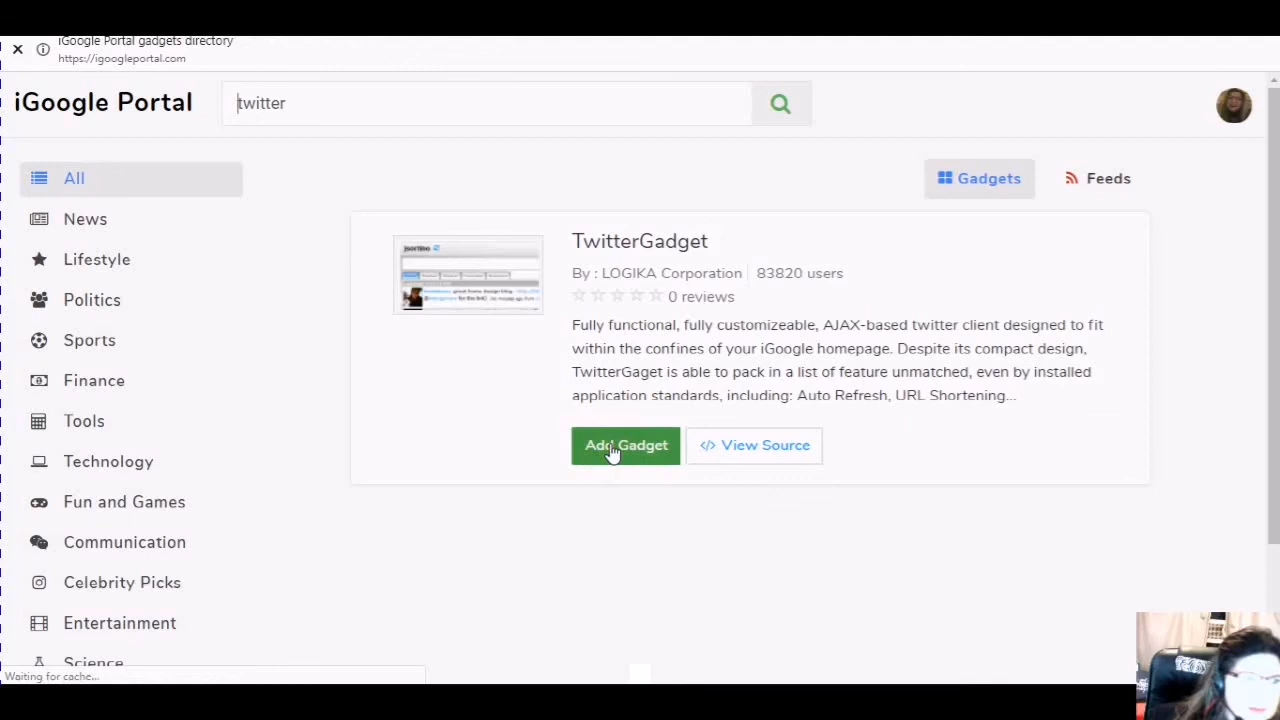 iGoogle Portal gadgets directory
https://igoogleportal.com
iGoogle Portal
twitter
All
Gadgets
Feeds
News
Lifestyle
Politics
Sports
Finance
Tools
Technology
Fun and Games
Communication
Celebrity Picks
Entertainment
Science
TwitterGadget
By : LOGIKA Corporation 83820 users
0 reviews
Fully functional, fully customizeable, AJAX-based twitter client designed to fit
within the confines of your iGoogle homepage. Despite its compact design,
TwitterGaget is able to pack in a list of feature unmatched, even by installed
application standards, including: Auto Refresh, URL Shortening...
Add Gadget
</> View Source
Waiting for cache...